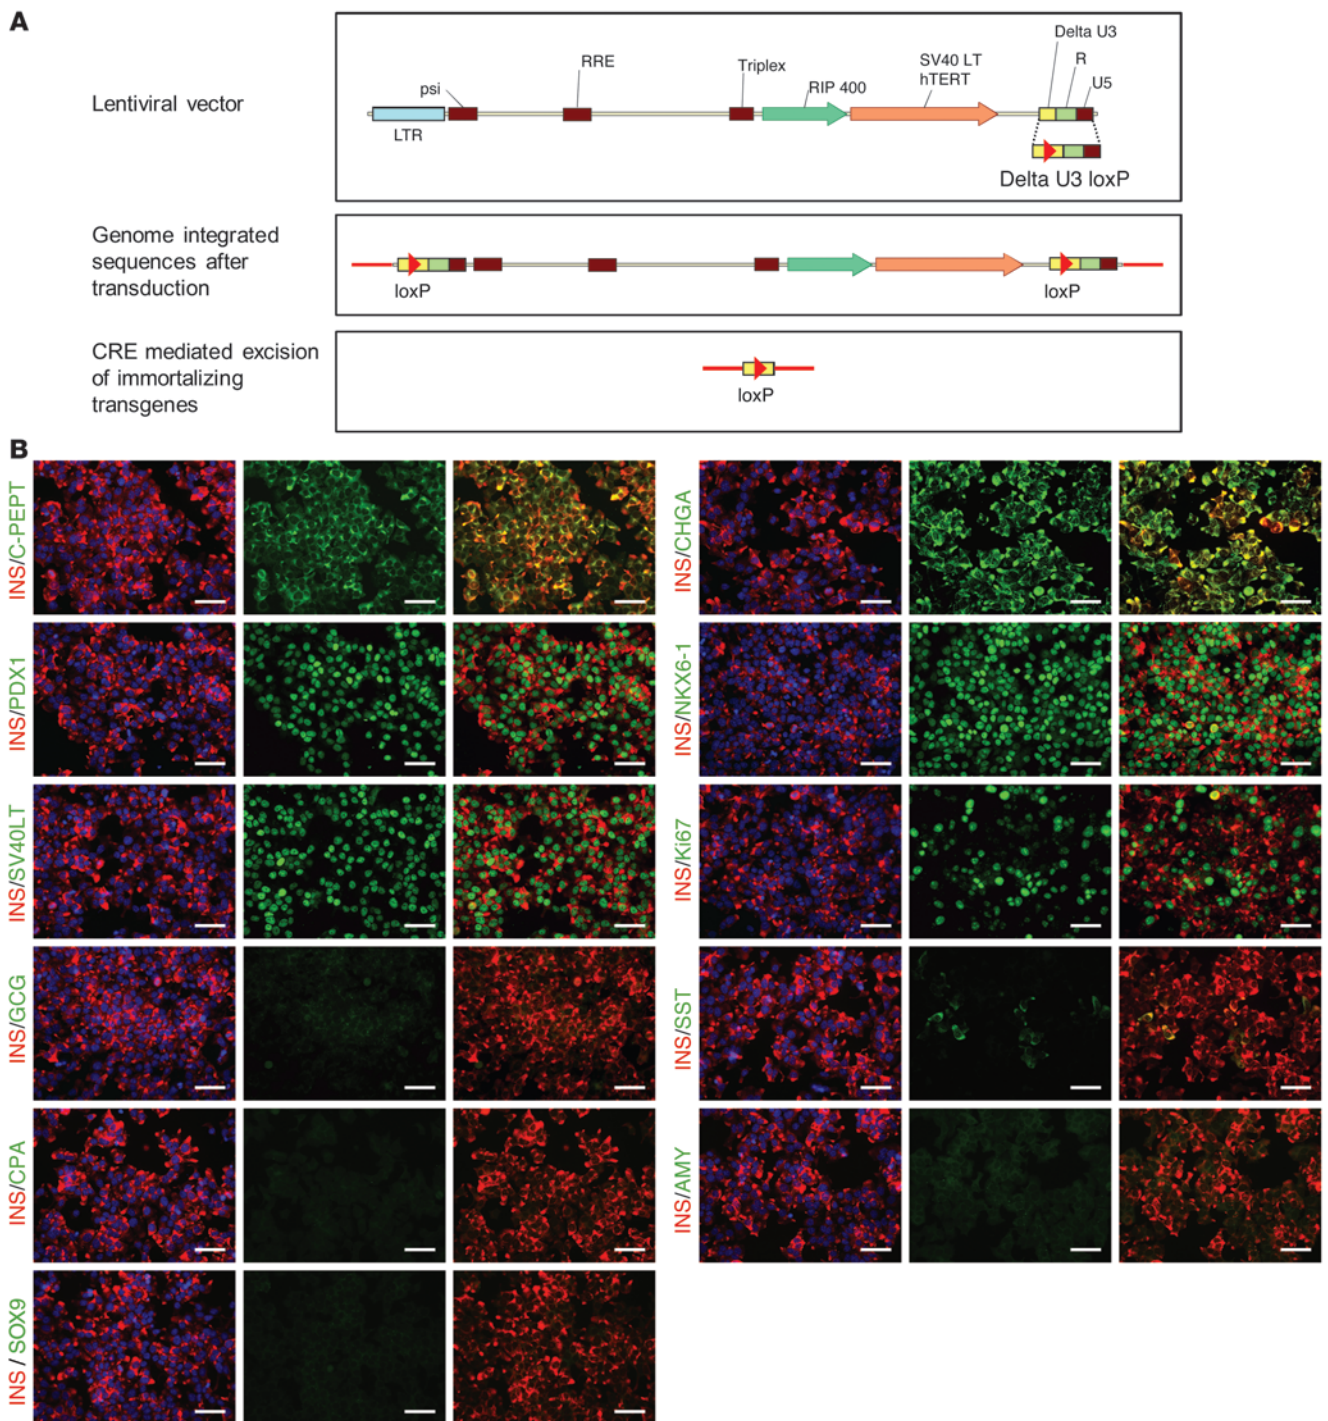 A
Lentiviral vector
psi
RRE
Triplex
RIP 400
SV40 LT
hTERT
Delta U3
R
U5
LTR
Delta U3 loxP
Genome integrated
sequences after
transduction
loxP
loxP
CRE mediated excision
of immortalizing
transgenes
loxP
B
INS/C-PEPT
INS/CHGA
INS/PDX1
INS/NKX6-1
INS/SV40LT
INS/Ki67
INS/GCG
INS/SST
INS/CPA
INS/AMY
INS / SOX9